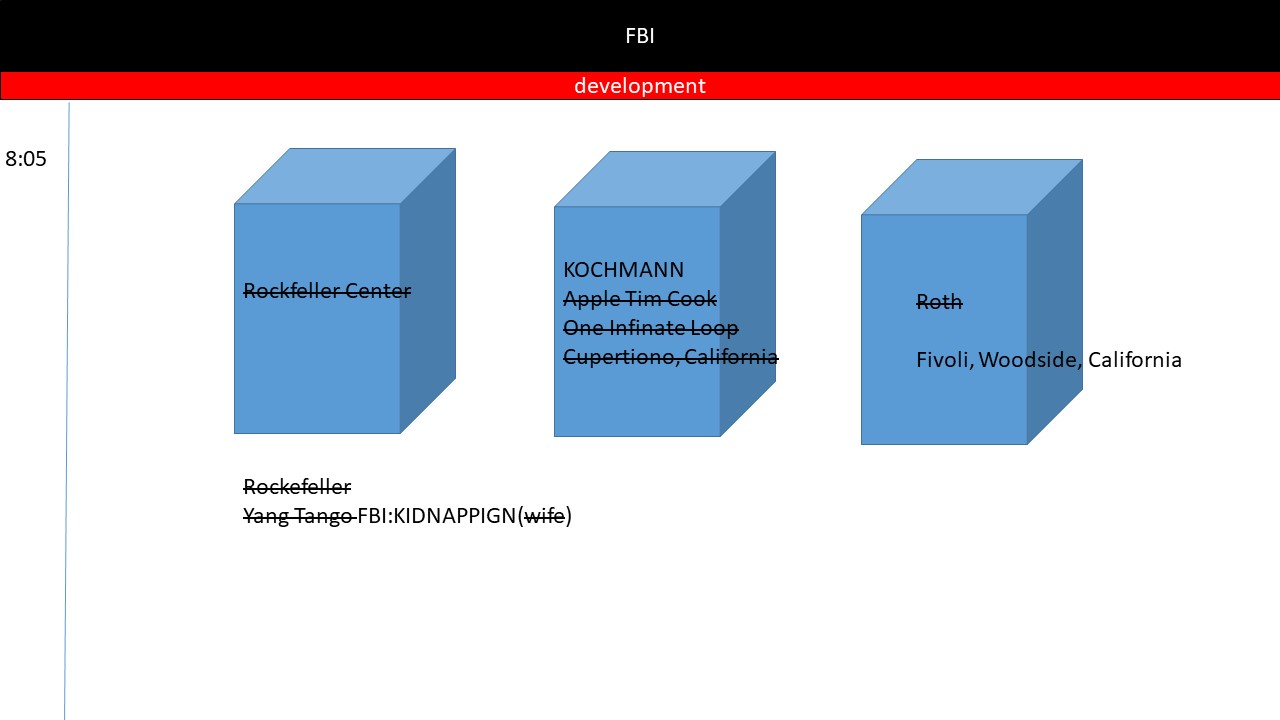 FBI
development
8:05
Rockfeller Center
KOCHMANN
Apple Tim Cook
One Infinate Loop
Cupertiono, California
Roth
Fivoli, Woodside, California
Rockefeller
Yang Tango FBI:KIDNAPPIGN(wife)